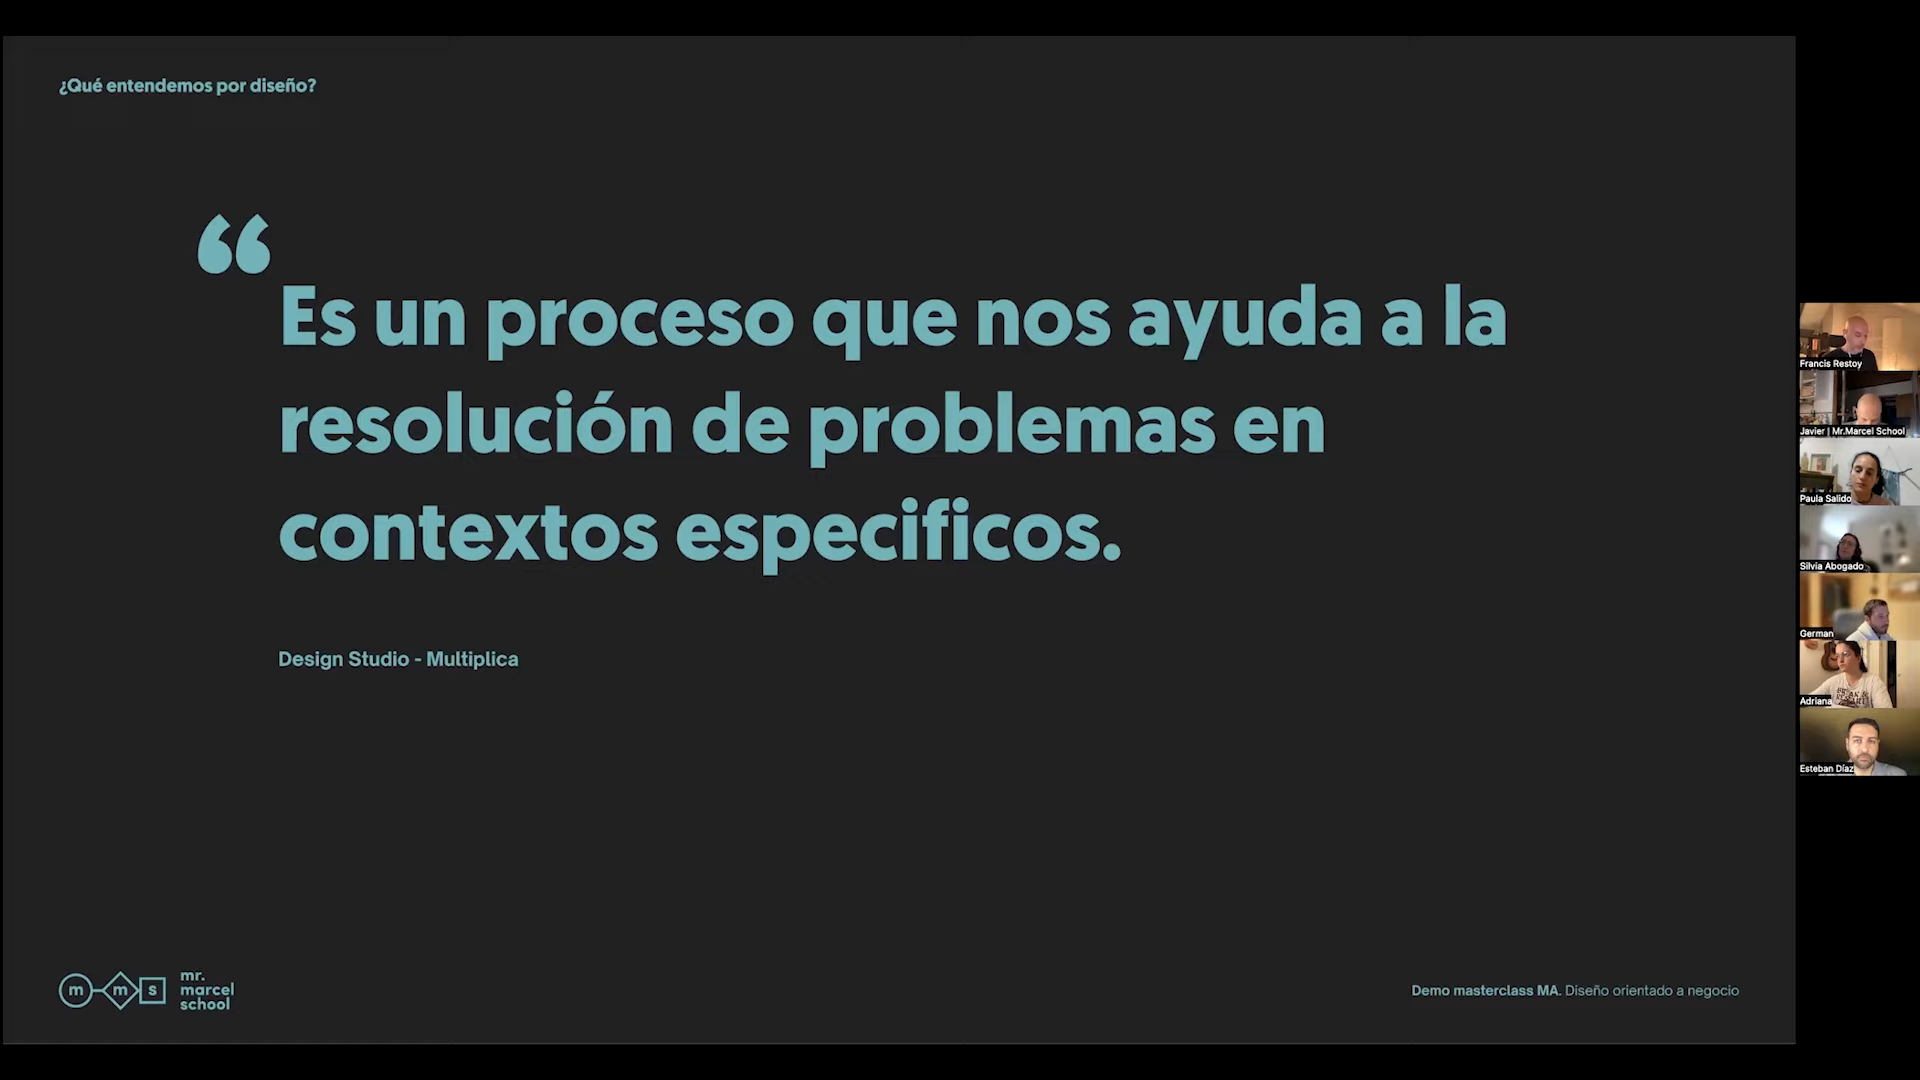 ¿Qué entendemos por diseño?
“
Es un proceso que nos ayuda a la
resolución de problemas en
contextos especificos.
Design Studio - Multiplica
m m s
mr.
marcel
school
Demo masterclass MA. Diseño orientado a negocio
Francis Restoy
Javier | Mr.Marcel School
Paula Salido
Silvia Abogado
German
Adriana
Esteban Díaz